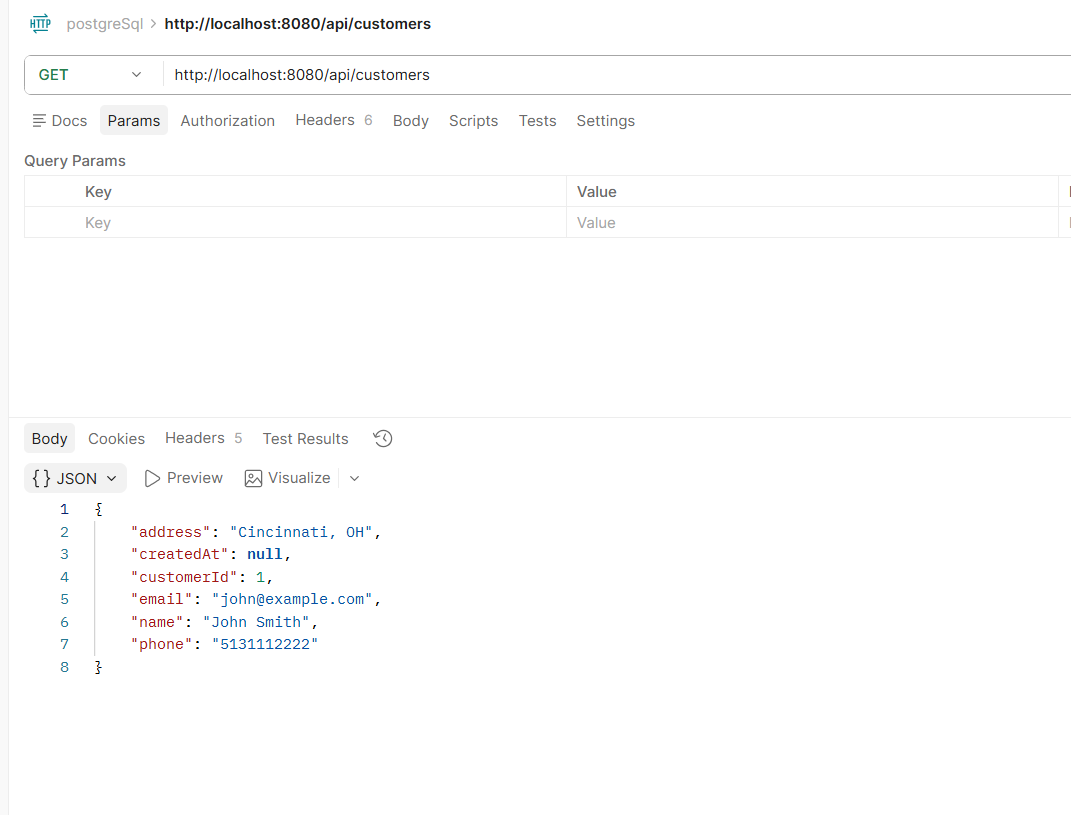 HTTP postgreSql > http://localhost:8080/api/customers
GET http://localhost:8080/api/customers
Docs Params Authorization Headers 6 Body Scripts Tests Settings
Query Params
Key Value
Key Value
Body Cookies Headers 5 Test Results
{} JSON Preview Visualize
1 {
2 "address": "Cincinnati, OH",
3 "createdAt": null,
4 "customerId": 1,
5 "email": "john@example.com",
6 "name": "John Smith",
7 "phone": "5131112222"
8 }